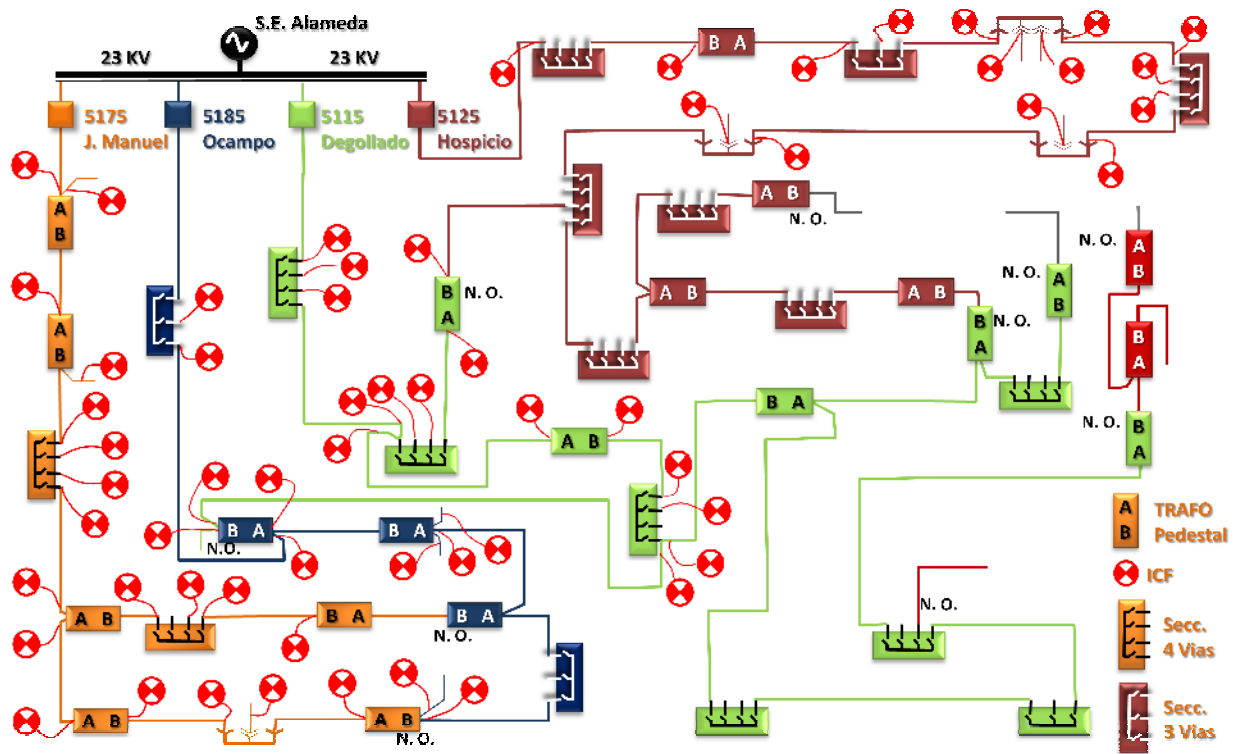 S.E. Alameda
23 KV
23 KV
5175
J. Manuel
5185
Ocampo
5115
Degollado
5125
Hospicio
B A
A
B
A B
N. O.
N. O.
A
B
N. O.
A
B
B
A
N. O.
A B
A B
B
A
N. O.
B
A
A
B
B A
N. O.
B
A
A B
A
B
TRAFO
Pedestal
B A
N.O.
B A
ICF
A B
B A
B A
N. O.
N. O.
Secc.
4 Vias
A B
A B
N. O.
Secc.
3 Vias